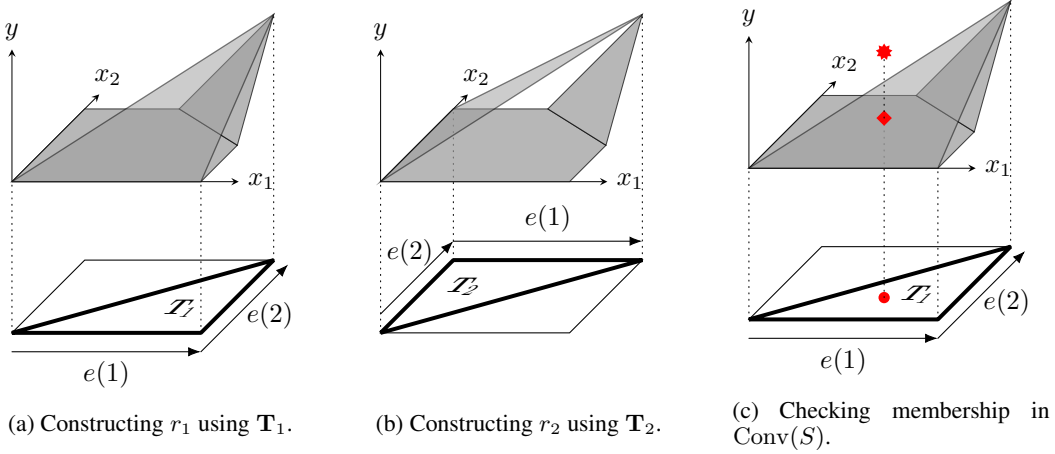 y
x2
x1
T1
e(2)
e(1)
(a) Constructing r1 using T1.
y
x2
x1
e(1)
e(2)
T2
(b) Constructing r2 using T2.
y
x2
x1
T1
e(2)
e(1)
(c) Checking membership in
Conv(S).